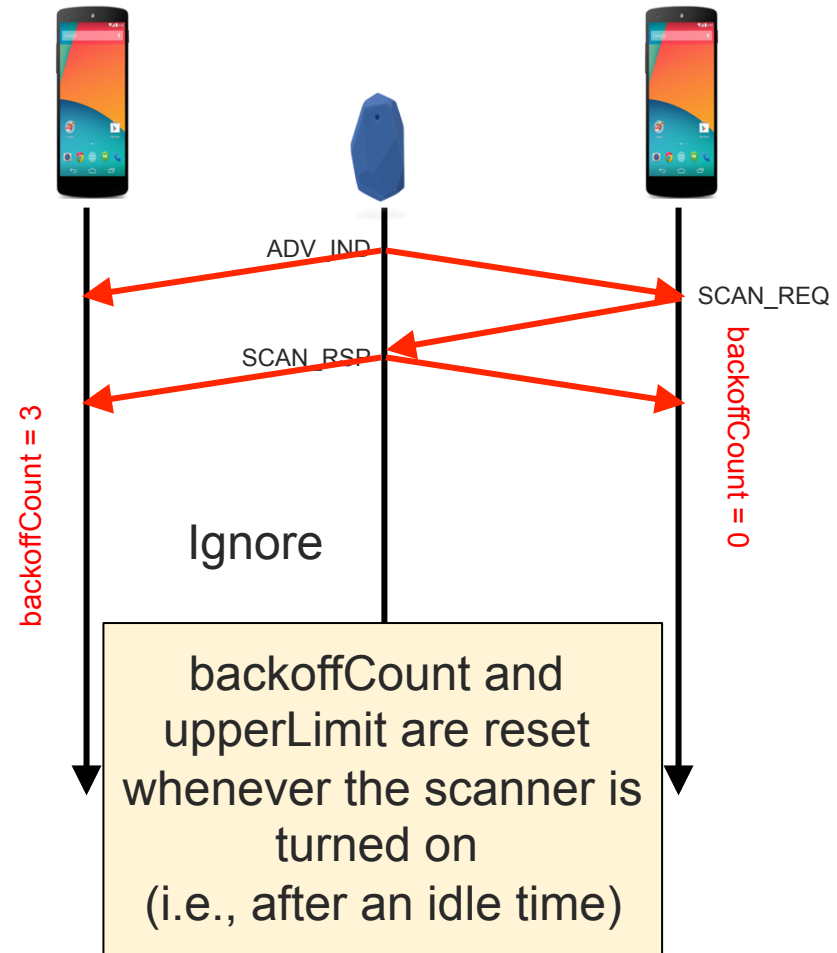 ADV_IND
SCAN_REQ
SCAN_RSP
backoffCount = 3
backoffCount = 0
Ignore
backoffCount and
upperLimit are reset
whenever the scanner is
turned on
(i.e., after an idle time)